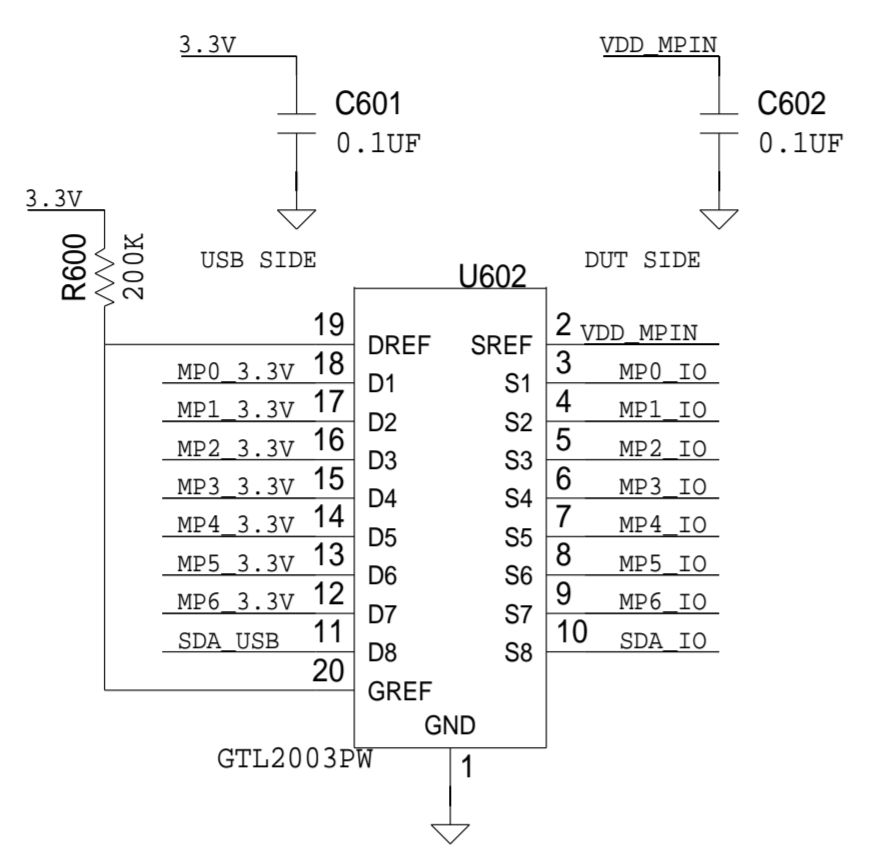 3.3V
VDD_MPIN
C601
0.1UF
C602
0.1UF
3.3V
R600
200K
USB SIDE
DUT SIDE
U602
19 DREF SREF 2 VDD_MPIN
MP0_3.3V 18 D1 S1 3 MP0_IO
MP1_3.3V 17 D2 S2 4 MP1_IO
MP2_3.3V 16 D3 S3 5 MP2_IO
MP3_3.3V 15 D4 S4 6 MP3_IO
MP4_3.3V 14 D5 S5 7 MP4_IO
MP5_3.3V 13 D6 S6 8 MP5_IO
MP6_3.3V 12 D7 S7 9 MP6_IO
SDA_USB 11 D8 S8 10 SDA_IO
20 GREF
GND
GTL2003PW
1